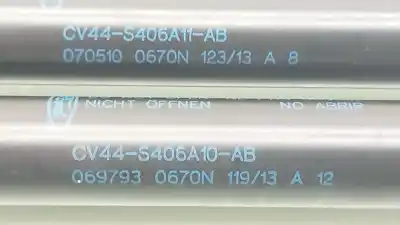 CV44-S406A11-AB
070510 0670N 123/13 A 8
NICHT ÖFFNEN NO ABRIR
CV44-S406A10-AB
069793 0670N 119/13 A 12